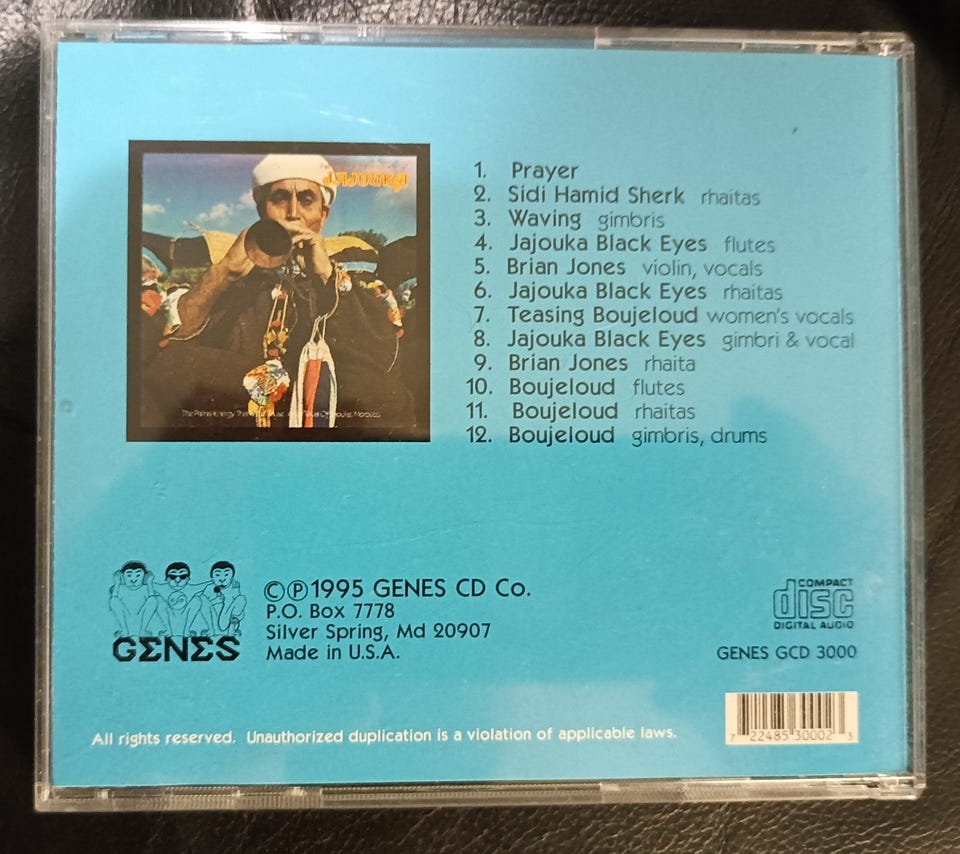 JAJOUKA
1. Prayer
2. Sidi Hamid Sherk rhaitas
3. Waving gimbris
4. Jajouka Black Eyes flutes
5. Brian Jones violin, vocals
6. Jajouka Black Eyes rhaitas
7. Teasing Boujeloud women's vocals
8. Jajouka Black Eyes gimbri & vocal
9. Brian Jones rhaita
10. Boujeloud flutes
11. Boujeloud rhaitas
12. Boujeloud gimbris, drums
GΣNΣS
©℗1995 GENES CD Co.
P.O. Box 7778
Silver Spring, Md 20907
Made in U.S.A.
COMPACT
disc
DIGITAL AUDIO
GENES GCD 3000
7 22485 30002 3
All rights reserved. Unauthorized duplication is a violation of applicable laws.